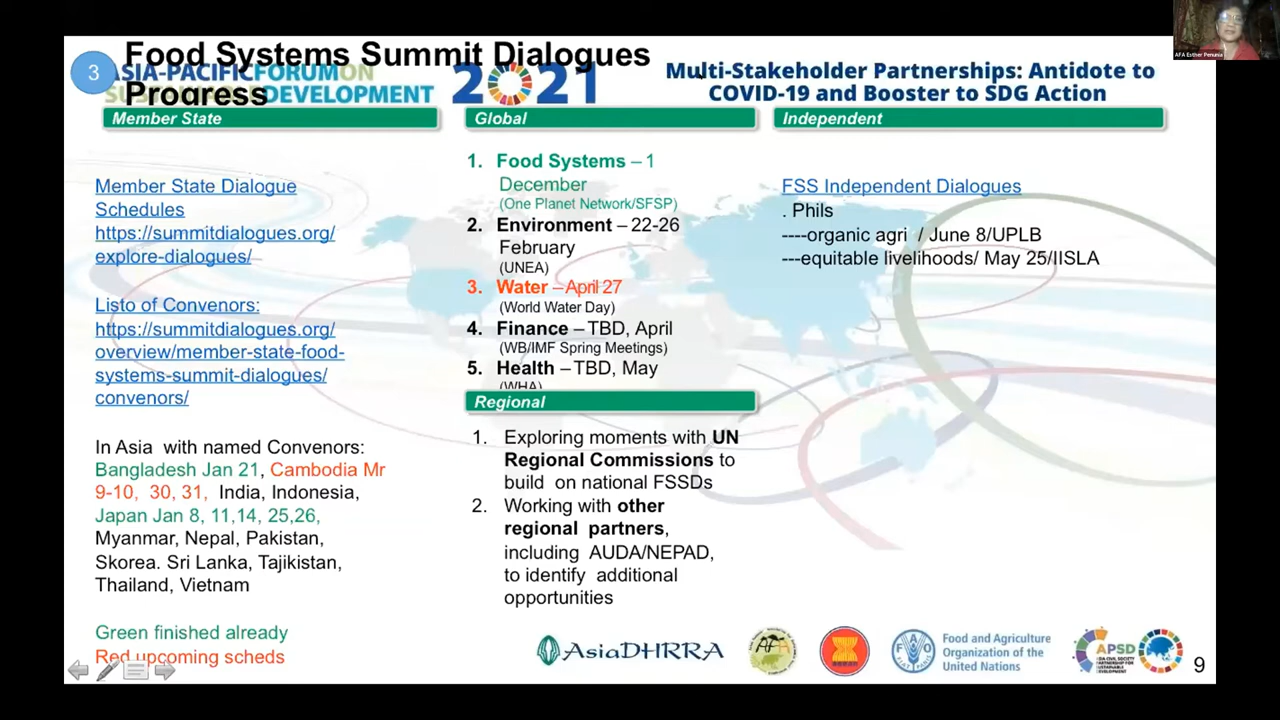 AFA Esther Penunia
3
Food Systems Summit Dialogues
Progress
ASIA-PACIFIC FORUM ON
DEVELOPMENT
2021
Multi-Stakeholder Partnerships: Antidote to
COVID-19 and Booster to SDG Action
Member State
Member State Dialogue
Schedules
https://summitdialogues.org/
explore-dialogues/
Listo of Convenors:
https://summitdialogues.org/
overview/member-state-food-
systems-summit-dialogues/
convenors/
In Asia with named Convenors:
Bangladesh Jan 21, Cambodia Mr
9-10, 30, 31, India, Indonesia,
Japan Jan 8, 11,14, 25,26,
Myanmar, Nepal, Pakistan,
Skorea. Sri Lanka, Tajikistan,
Thailand, Vietnam
Green finished already
Red upcoming scheds
Global
1. Food Systems – 1
December
(One Planet Network/SFSP)
2. Environment – 22-26
February
(UNEA)
3. Water – April 27
(World Water Day)
4. Finance – TBD, April
(WB/IMF Spring Meetings)
5. Health – TBD, May
(WHA)
Regional
1. Exploring moments with UN
Regional Commissions to
build on national FSSDs
2. Working with other
regional partners,
including AUDA/NEPAD,
to identify additional
opportunities
Independent
FSS Independent Dialogues
. Phils
----organic agri / June 8/UPLB
---equitable livelihoods/ May 25/IISLA
AsiaDHRRA
AFA
FAO
Food and Agriculture
Organization of the
United Nations
APSD
9